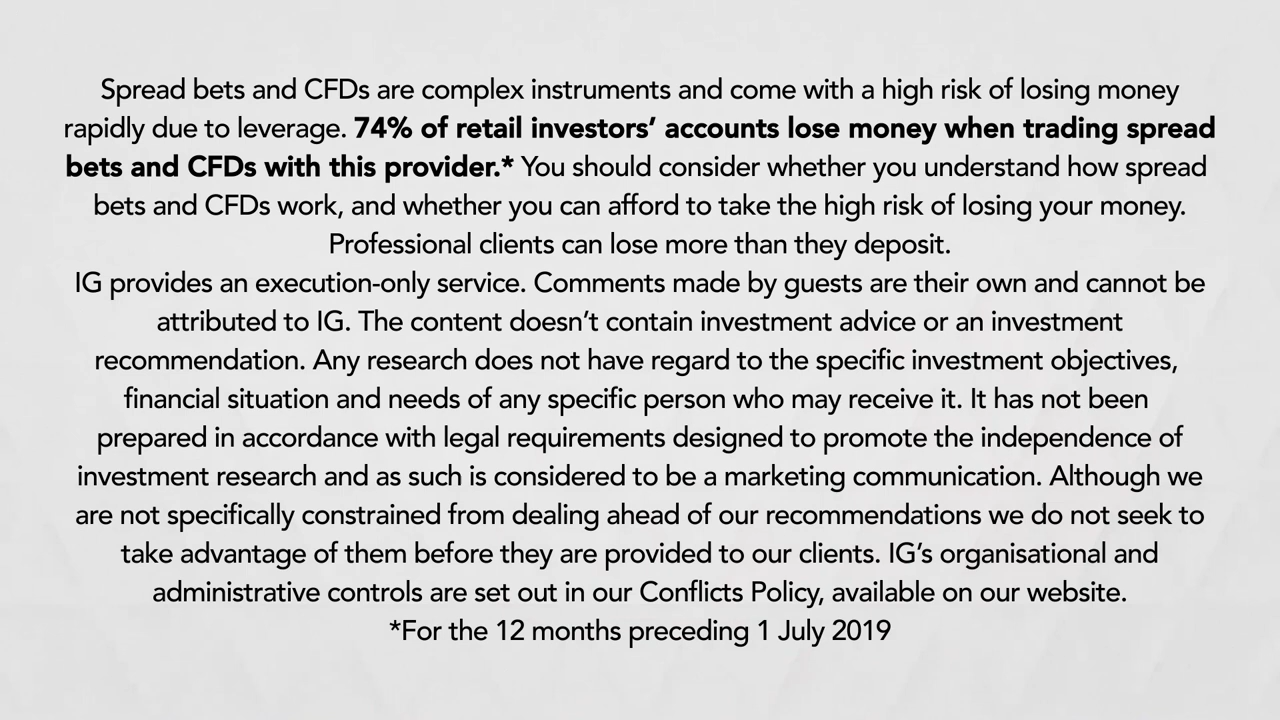 Spread bets and CFDs are complex instruments and come with a high risk of losing money
rapidly due to leverage. 74% of retail investors’ accounts lose money when trading spread
bets and CFDs with this provider.* You should consider whether you understand how spread
bets and CFDs work, and whether you can afford to take the high risk of losing your money.
Professional clients can lose more than they deposit.
IG provides an execution-only service. Comments made by guests are their own and cannot be
attributed to IG. The content doesn’t contain investment advice or an investment
recommendation. Any research does not have regard to the specific investment objectives,
financial situation and needs of any specific person who may receive it. It has not been
prepared in accordance with legal requirements designed to promote the independence of
investment research and as such is considered to be a marketing communication. Although we
are not specifically constrained from dealing ahead of our recommendations we do not seek to
take advantage of them before they are provided to our clients. IG’s organisational and
administrative controls are set out in our Conflicts Policy, available on our website.
*For the 12 months preceding 1 July 2019